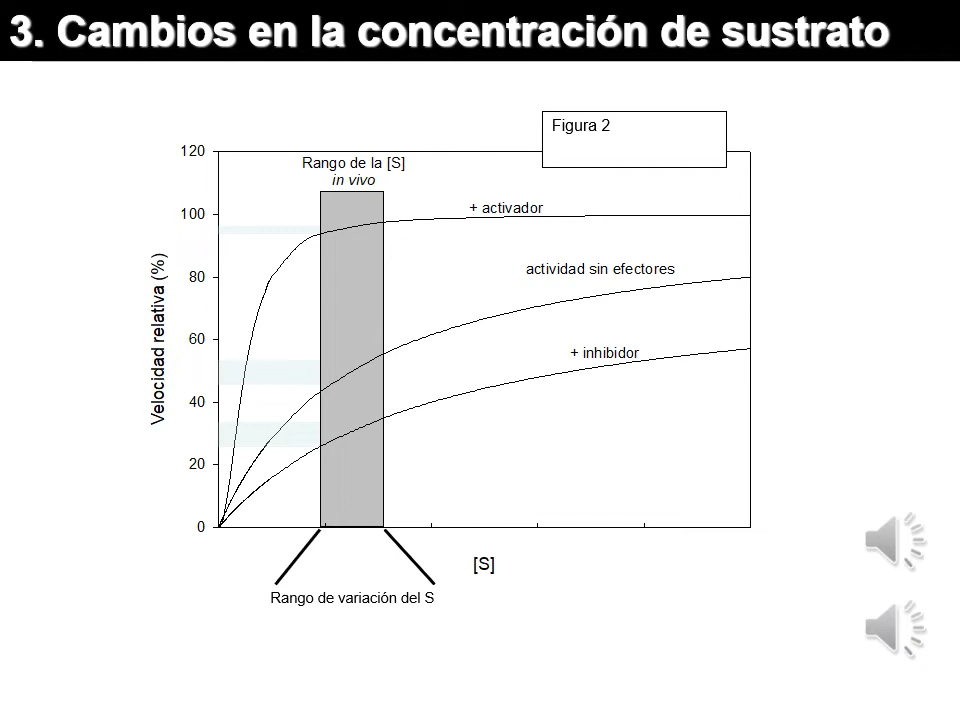 3. Cambios en la concentración de sustrato
Figura 2
Rango de la [S]
in vivo
120
100
80
60
40
20
0
Velocidad relativa (%)
+ activador
actividad sin efectores
+ inhibidor
[S]
Rango de variación del S